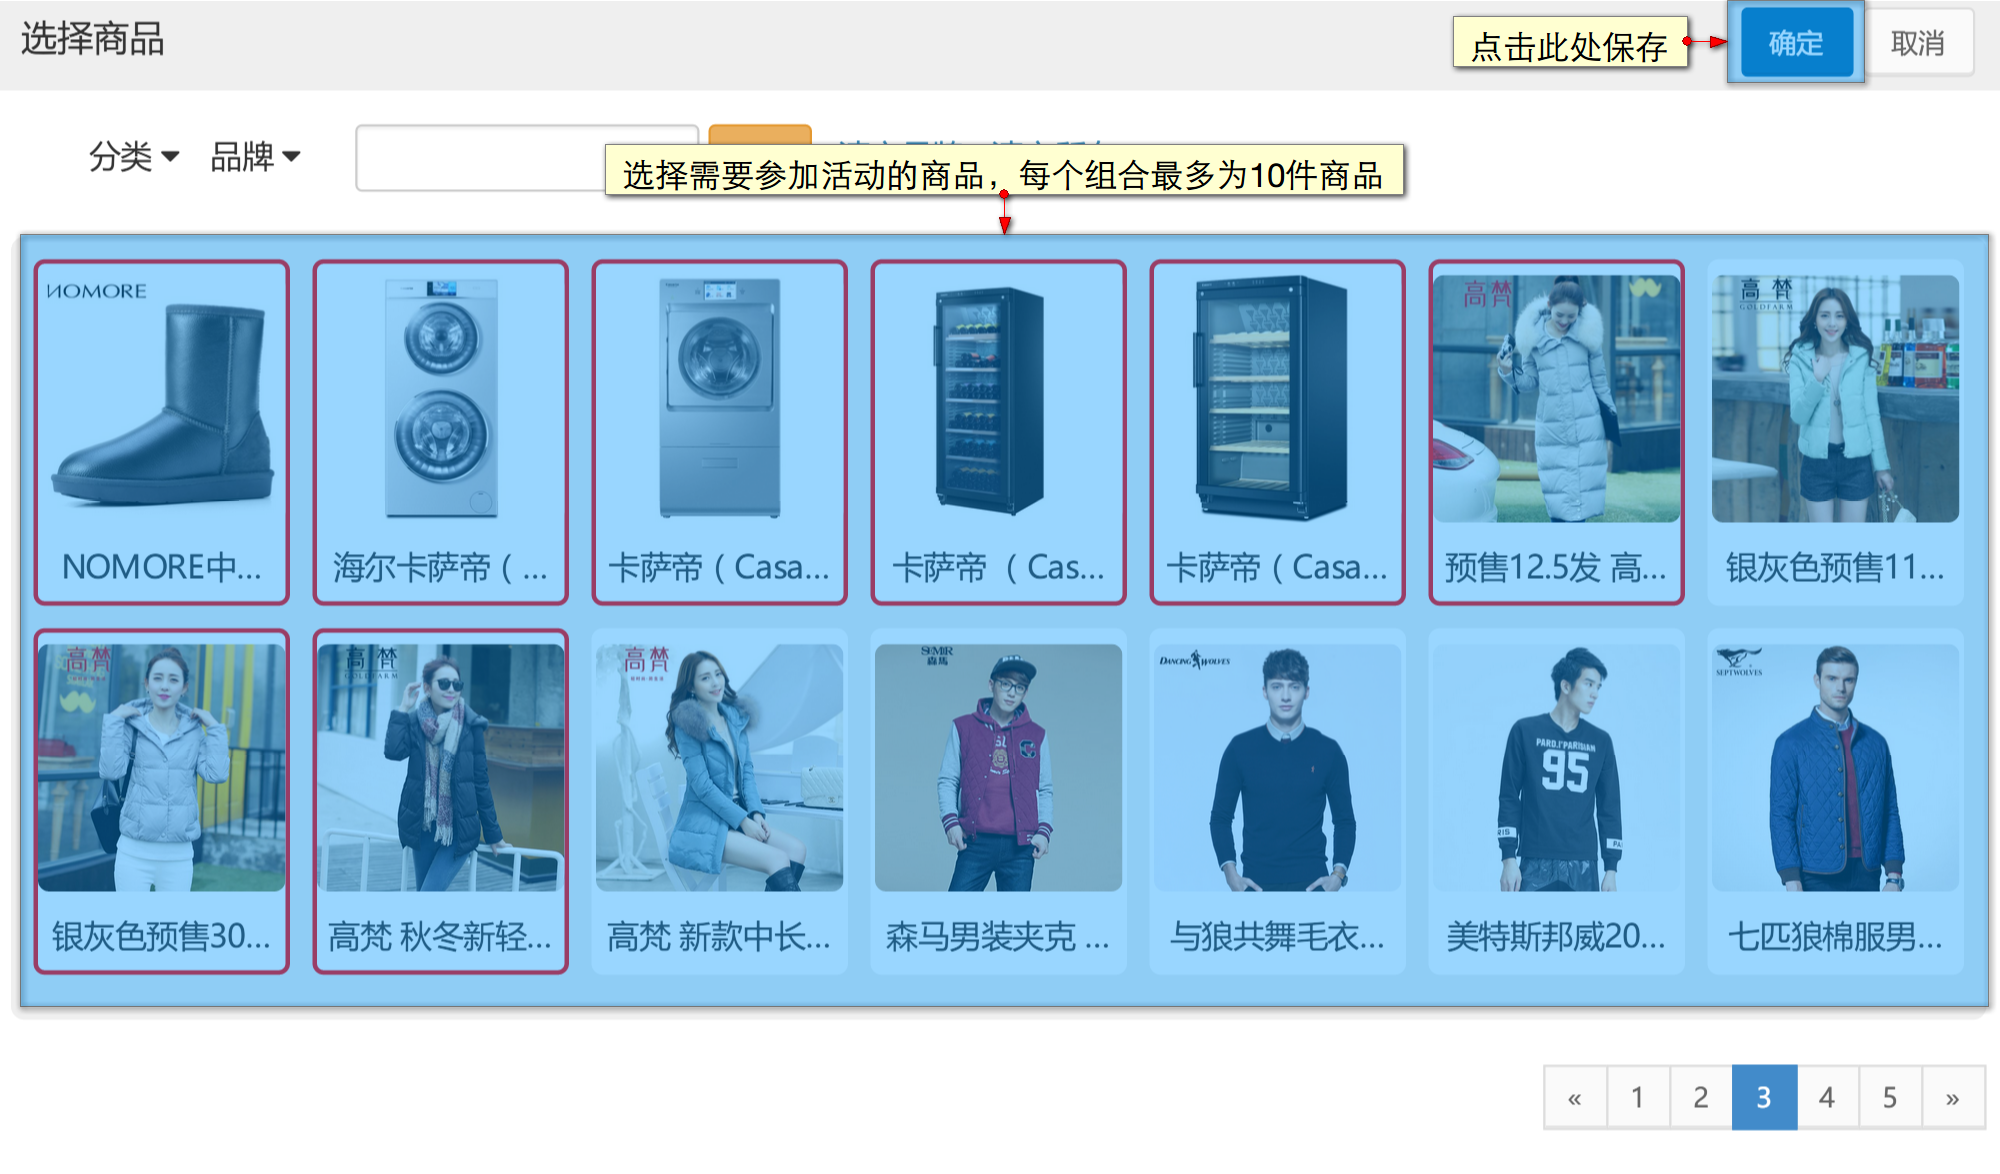 选择商品
点击此处保存
确定
取消
分类
品牌
选择需要参加活动的商品，每个组合最多为10件商品
NOMORE
高梵
高梵
GOLDFARM
NOMORE中...
海尔卡萨帝（...
卡萨帝（Casa...
卡萨帝 （Cas...
卡萨帝（Casa...
预售12.5发 高...
银灰色预售11...
高梵
高梵
GOLDFARM
高梵
SEMIR
森馬
DANCING WOLVES
PARD.I'PARISIAN
95
SEPTWOLVES
银灰色预售30...
高梵 秋冬新轻...
高梵 新款中长...
森马男装夹克 ...
与狼共舞毛衣...
美特斯邦威20...
七匹狼棉服男...
« 1 2 3 4 5 »